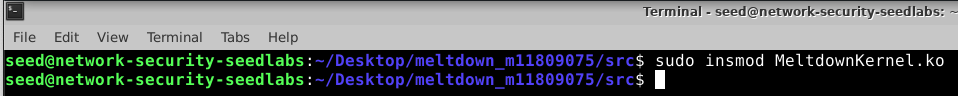 Terminal - seed@network-security-seedlabs: ~
File Edit View Terminal Tabs Help
seed@network-security-seedlabs:~/Desktop/meltdown_m11809075/src$ sudo insmod MeltdownKernel.ko
seed@network-security-seedlabs:~/Desktop/meltdown_m11809075/src$